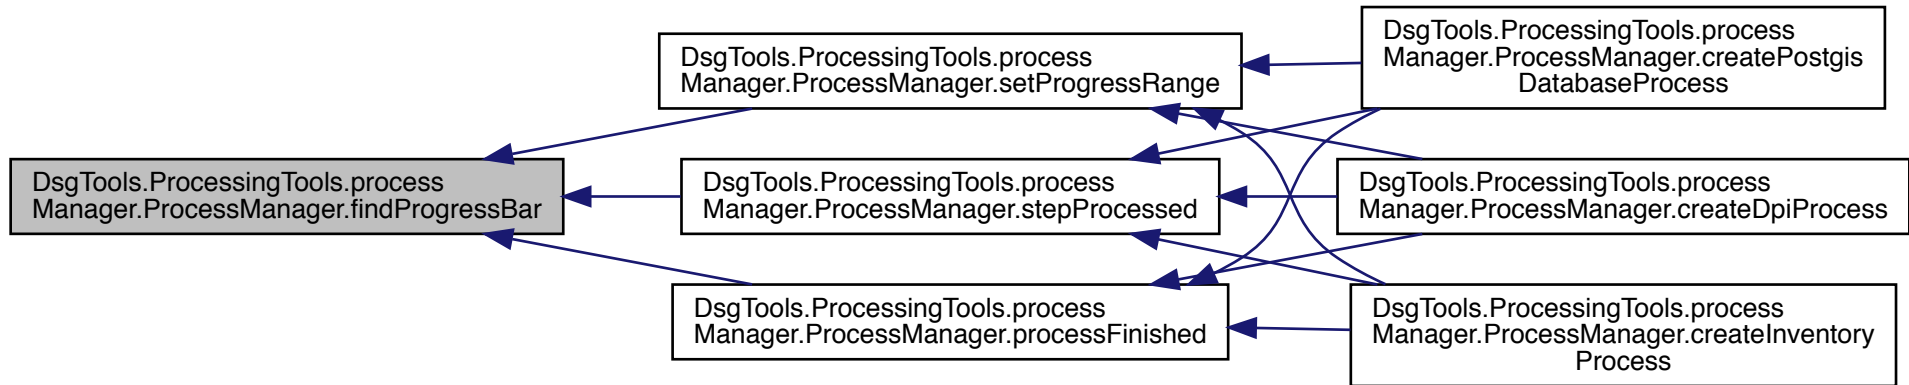 DsgTools.ProcessingTools.process
Manager.ProcessManager.findProgressBar
DsgTools.ProcessingTools.process
Manager.ProcessManager.setProgressRange
DsgTools.ProcessingTools.process
Manager.ProcessManager.stepProcessed
DsgTools.ProcessingTools.process
Manager.ProcessManager.processFinished
DsgTools.ProcessingTools.process
Manager.ProcessManager.createPostgis
DatabaseProcess
DsgTools.ProcessingTools.process
Manager.ProcessManager.createDpiProcess
DsgTools.ProcessingTools.process
Manager.ProcessManager.createInventory
Process